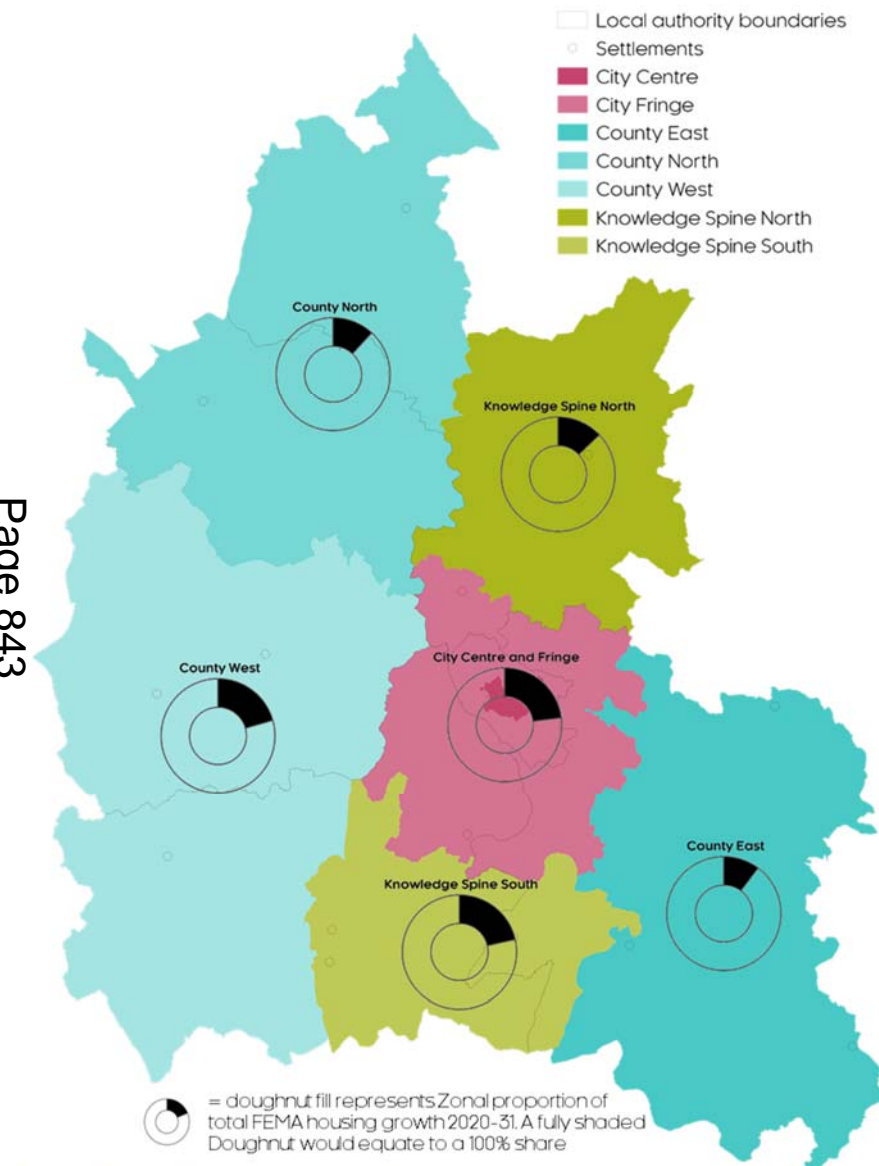 Local authority boundaries
Settlements
City Centre
City Fringe
County East
County North
County West
Knowledge Spine North
Knowledge Spine South
County North
Knowledge Spine North
Page 843
County West
City Centre and Fringe
County East
Knowledge Spine South
= doughnut fill represents Zonal proportion of
total FEMA housing growth 2020-31. A fully shaded
Doughnut would equate to a 100% share